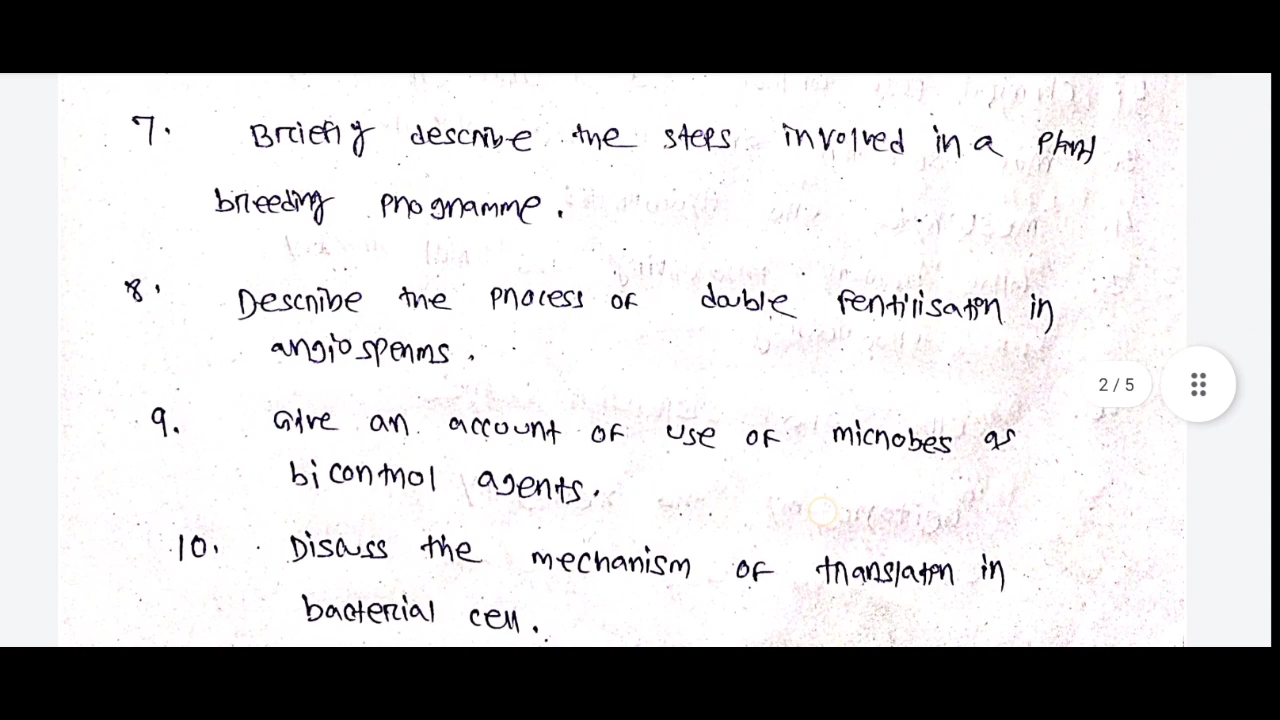 7. Briefly describe the steps involved in a plant
breeding programme.
8. Describe the process of double fertilisaton in
angiosperms.
2 / 5
9. Give an account of use of microbes as
bicontrol agents.
10. Discuss the mechanism of translaton in
bacterial cell.